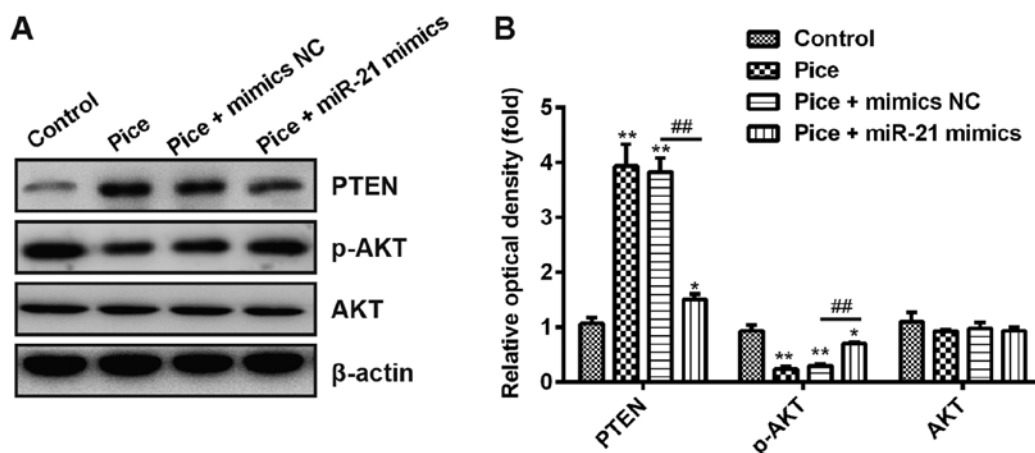 A
Control
Pice
Pice + mimics NC
Pice + miR-21 mimics
PTEN
p-AKT
AKT
β-actin
B
Control
Pice
Pice + mimics NC
Pice + miR-21 mimics
Relative optical density (fold)
5
4
3
2
1
0
**
**
##
*
**
**
##
*
PTEN
p-AKT
AKT